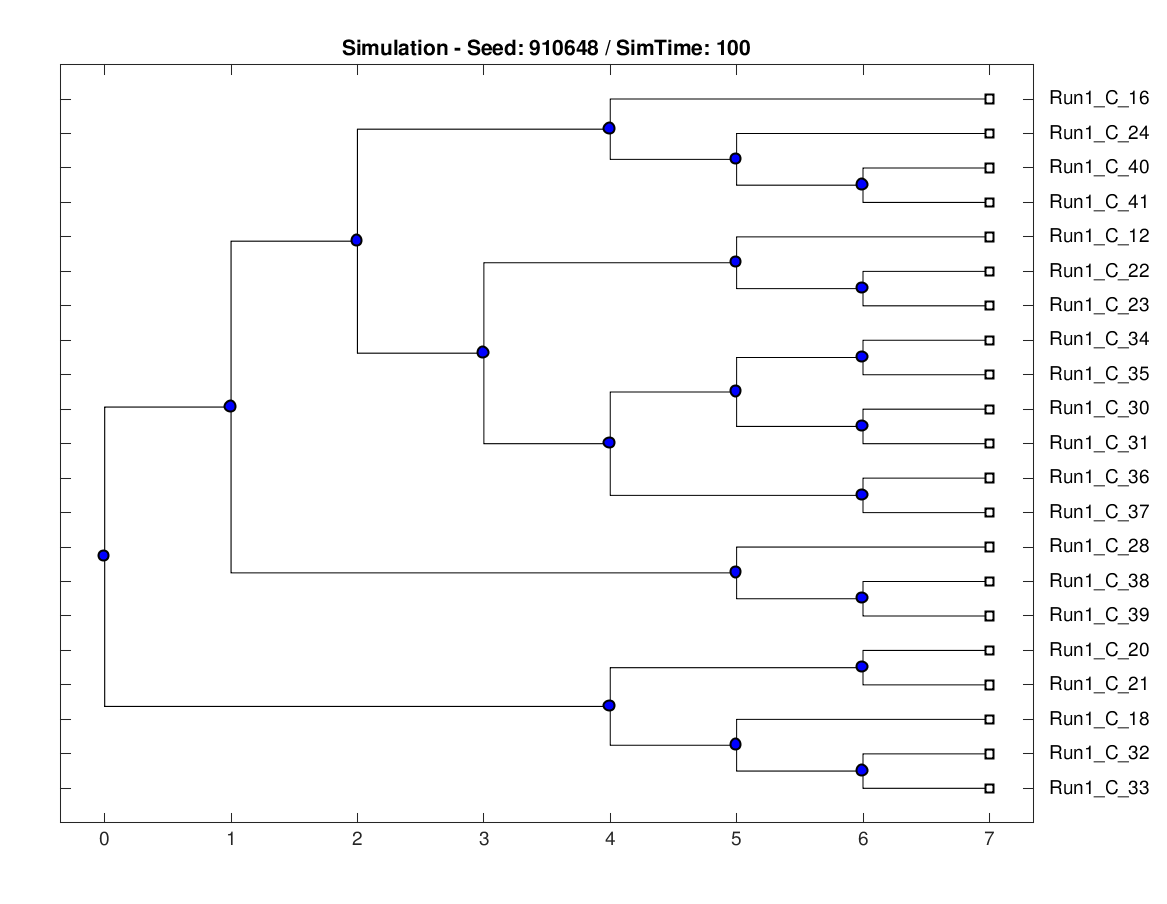 Simulation - Seed: 910648 / SimTime: 100
Run1_C_16
Run1_C_24
Run1_C_40
Run1_C_41
Run1_C_12
Run1_C_22
Run1_C_23
Run1_C_34
Run1_C_35
Run1_C_30
Run1_C_31
Run1_C_36
Run1_C_37
Run1_C_28
Run1_C_38
Run1_C_39
Run1_C_20
Run1_C_21
Run1_C_18
Run1_C_32
Run1_C_33
0 1 2 3 4 5 6 7